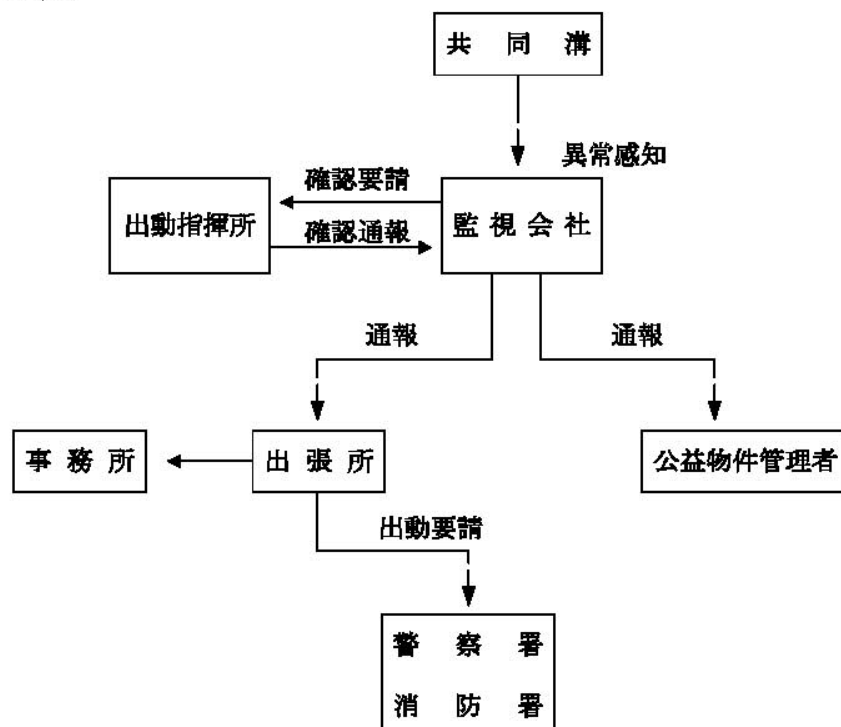 共同溝
異常感知
確認要請
出動指揮所
監視会社
確認通報
通報
通報
事務所
出張所
公益物件管理者
出動要請
警察署
消防署